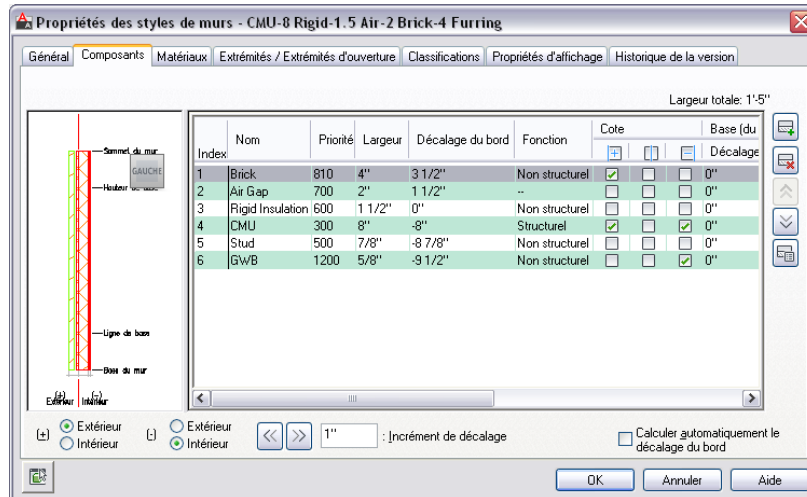 Propriétés des styles de murs - CMU-8 Rigid-1.5 Air-2 Brick-4 Furring
Général Composants Matériaux Extrémités / Extrémités d'ouverture Classifications Propriétés d'affichage Historique de la version
Largeur totale: 1'-5"
Index Nom Priorité Largeur Décalage du bord Fonction Cote Base (du
Décalage
1 Brick 810 4" 3 1/2" Non structurel 0"
2 Air Gap 700 2" 1 1/2" -- 0"
3 Rigid Insulation 600 1 1/2" 0" Non structurel 0"
4 CMU 300 8" -8" Structurel 0"
5 Stud 500 7/8" -8 7/8" Non structurel 0"
6 GWB 1200 5/8" -9 1/2" Non structurel 0"
Sommet du mur
GAUCHE
Hauteur de base
Ligne de base
Base du mur
(+) (-)
Extérieur Intérieur
(+) Extérieur
Intérieur
(-) Extérieur
Intérieur
1" : Incrément de décalage
Calculer automatiquement le
décalage du bord
OK Annuler Aide